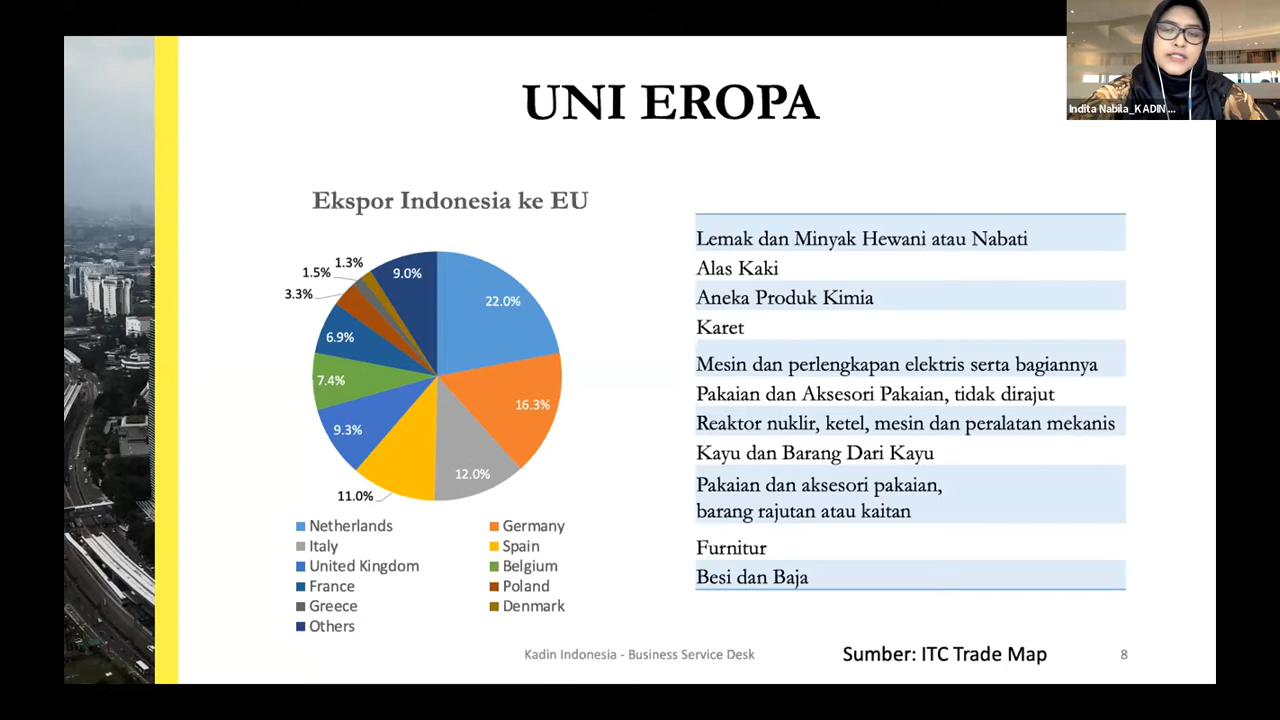 Indita Nabila_KADIN ...
UNI EROPA
Ekspor Indonesia ke EU
1.3%
1.5%
3.3%
9.0%
22.0%
6.9%
7.4%
16.3%
9.3%
12.0%
11.0%
Netherlands
Germany
Italy
Spain
United Kingdom
Belgium
France
Poland
Greece
Denmark
Others
Lemak dan Minyak Hewani atau Nabati
Alas Kaki
Aneka Produk Kimia
Karet
Mesin dan perlengkapan elektris serta bagiannya
Pakaian dan Aksesori Pakaian, tidak dirajut
Reaktor nuklir, ketel, mesin dan peralatan mekanis
Kayu dan Barang Dari Kayu
Pakaian dan aksesori pakaian,
barang rajutan atau kaitan
Furnitur
Besi dan Baja
Kadin Indonesia - Business Service Desk
Sumber: ITC Trade Map
8